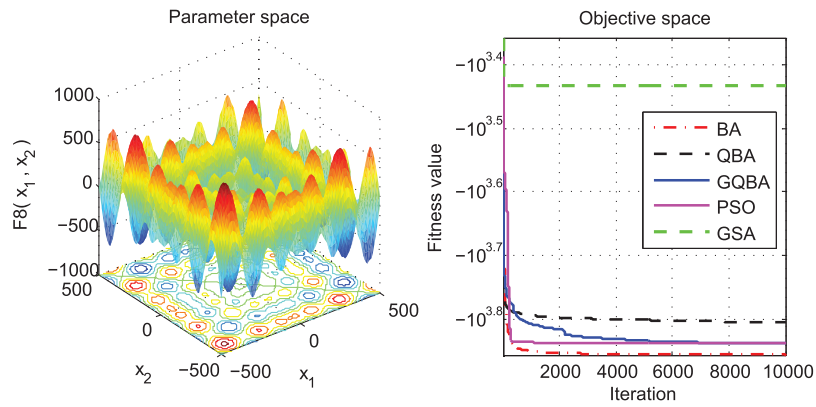 Parameter space
F8( x1 , x2 )
1000
500
0
−500
−1000
500
0
−500
x2
−500
0
500
x1
Objective space
Fitness value
−10^3.4
−10^3.5
−10^3.6
−10^3.7
−10^3.8
BA
QBA
GQBA
PSO
GSA
2000 4000 6000 8000 10000
Iteration